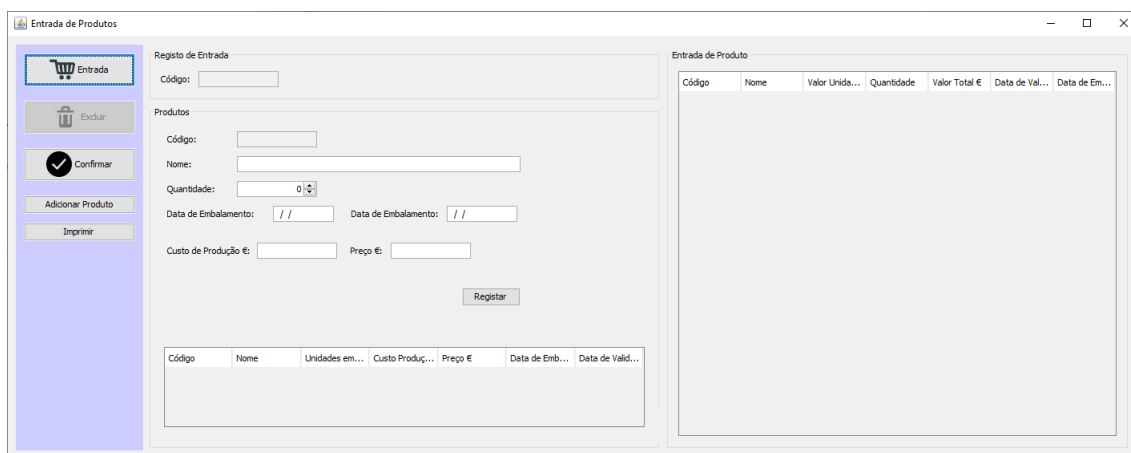 Entrada de Produtos
Entrada
Excluir
Confirmar
Adicionar Produto
Imprimir
Registo de Entrada
Código:
Produtos
Código:
Nome:
Quantidade: 0
Data de Embalamento: / / Data de Embalamento: / /
Custo de Produção €: Preço €:
Registar
Código Nome Unidades em... Custo Produç... Preço € Data de Emb... Data de Valid...
Entrada de Produto
Código Nome Valor Unida... Quantidade Valor Total € Data de Val... Data de Em...